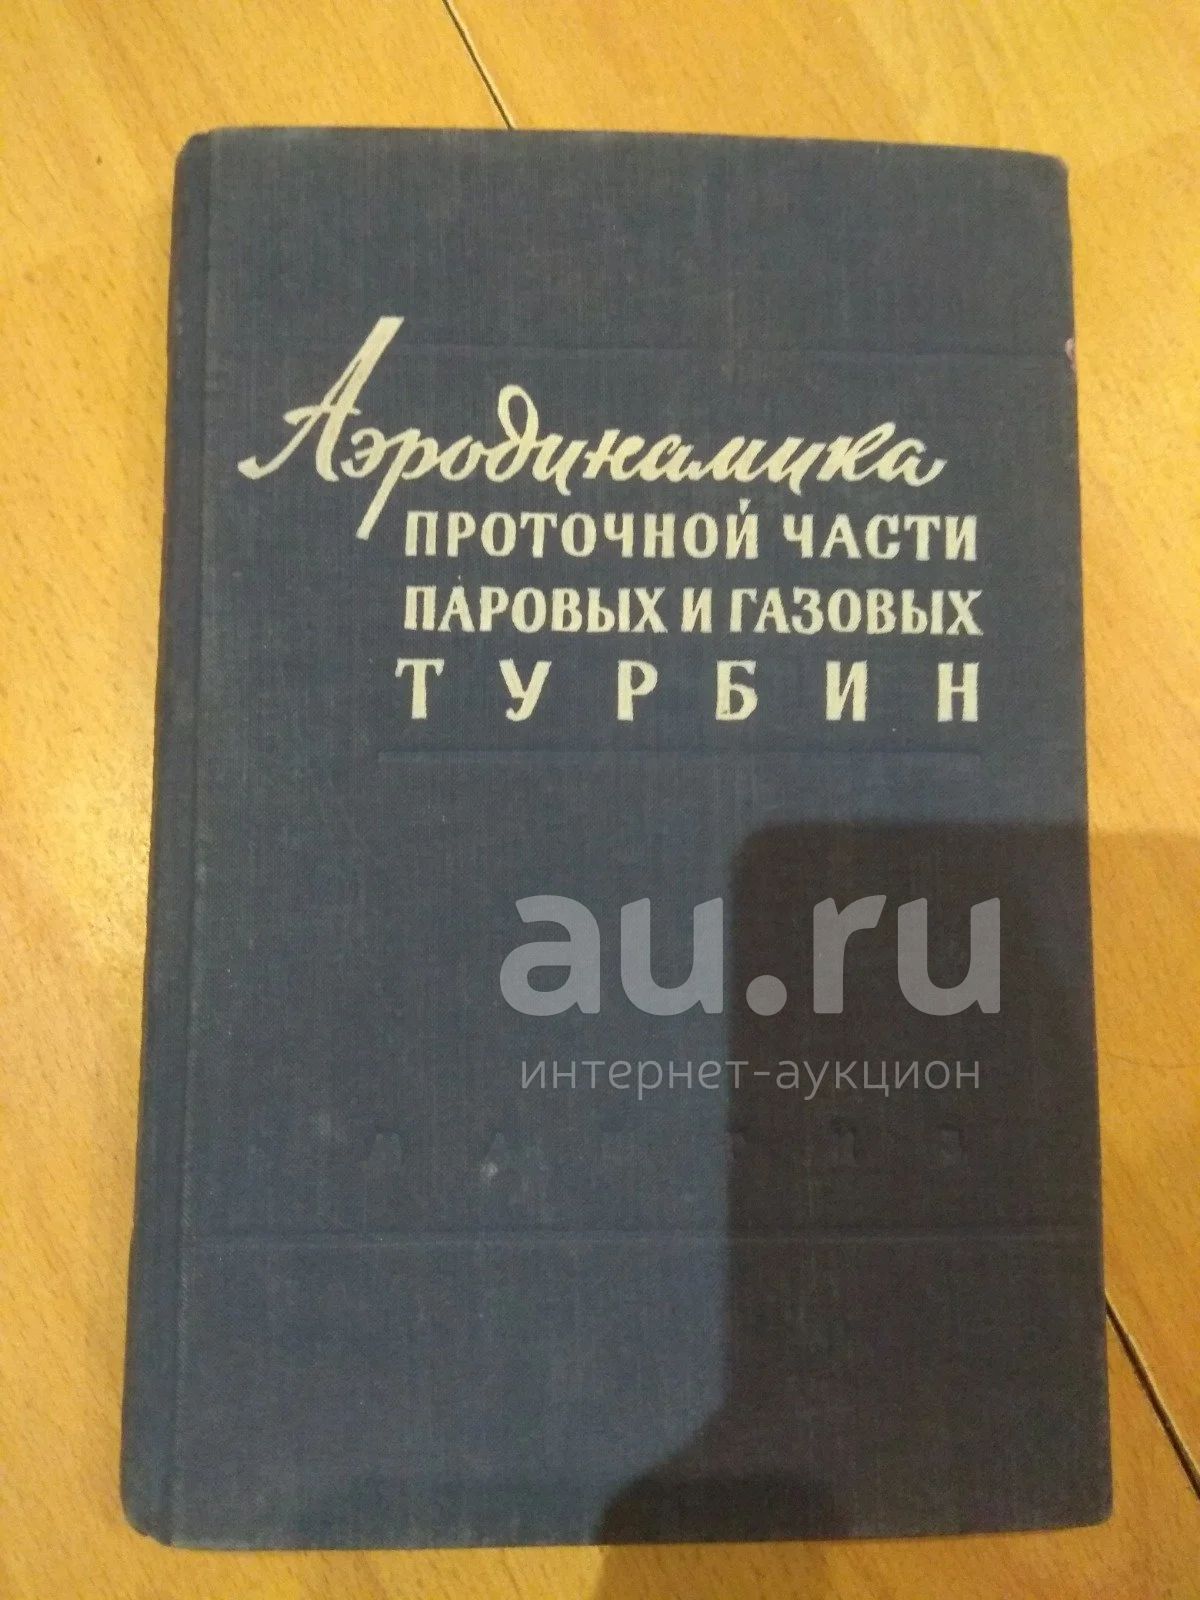 Аэродинамика
ПРОТОЧНОЙ ЧАСТИ
ПАРОВЫХ И ГАЗОВЫХ
ТУРБИН
au.ru
интернет-аукцион